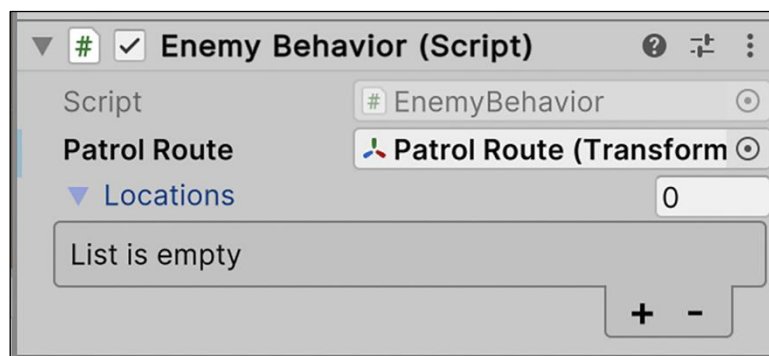 Enemy Behavior (Script)
Script # EnemyBehavior
Patrol Route Patrol Route (Transform
Locations 0
List is empty
+ -